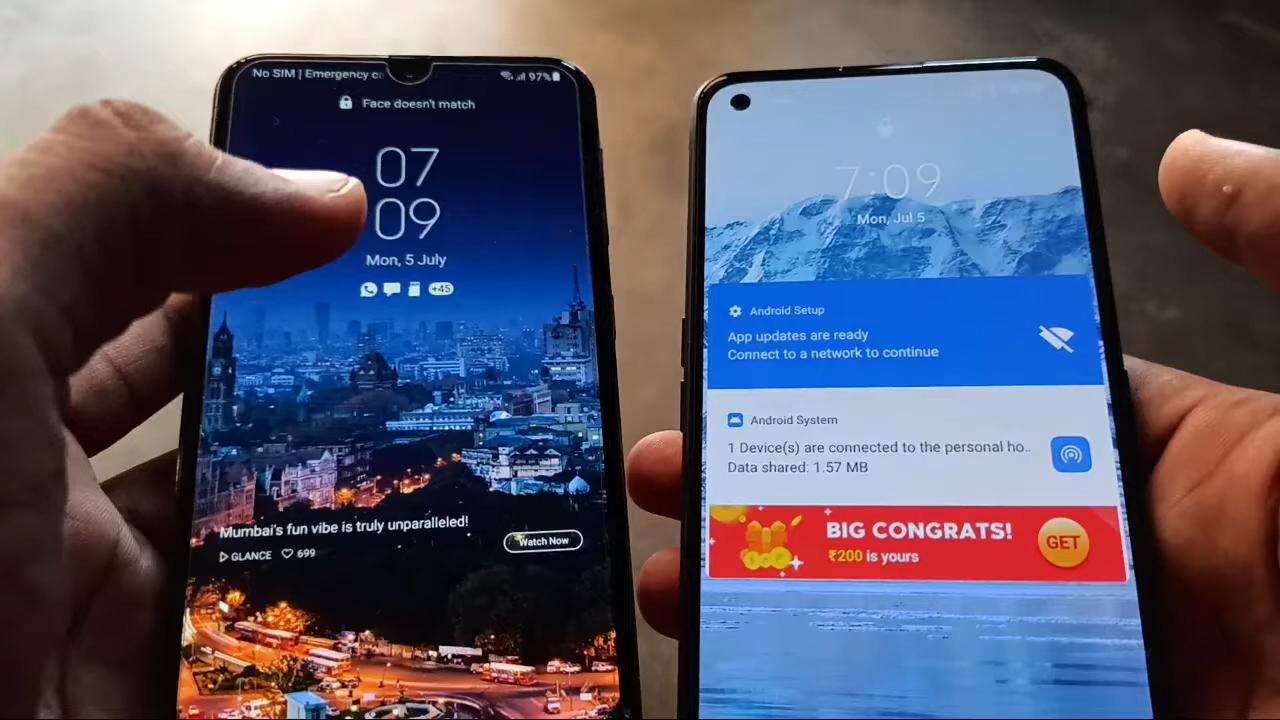 No SIM | Emergency c
97%
Face doesn't match
07
09
Mon, 5 July
+45
Mumbai's fun vibe is truly unparalleled!
GLANCE 699
Watch Now
7:09
Mon, Jul 5
Android Setup
App updates are ready
Connect to a network to continue
Android System
1 Device(s) are connected to the personal ho..
Data shared: 1.57 MB
BIG CONGRATS!
₹200 is yours
GET